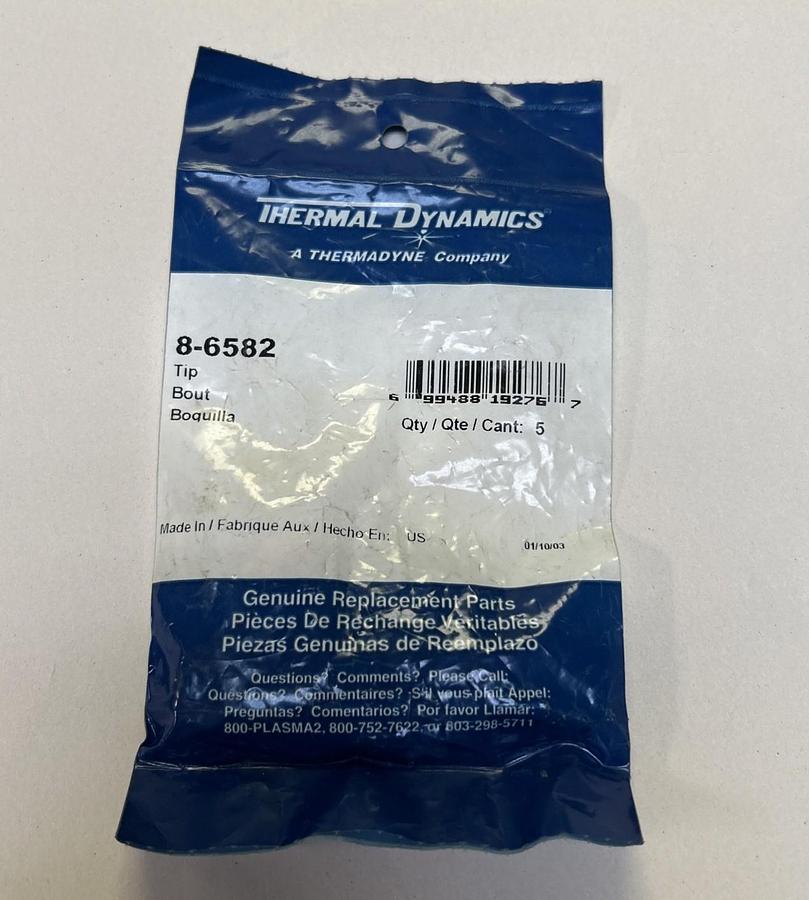 THERMAL DYNAMICS
A THERMADYNE Company
8-6582
Tip
Bout
Boquilla
6 99488 19276 7
Qty / Qte / Cant: 5
Made In / Fabrique Aux / Hecho En: US
01/10/03
Genuine Replacement Parts
Pièces De Rechange Véritables
Piezas Genuinas de Reemplazo
Questions? Comments? Please Call:
Questions? Commentaires? S'il vous-plait Appel:
Preguntas? Comentarios? Por favor Llamar:
800-PLASMA2, 800-752-7622, or 803-298-5711